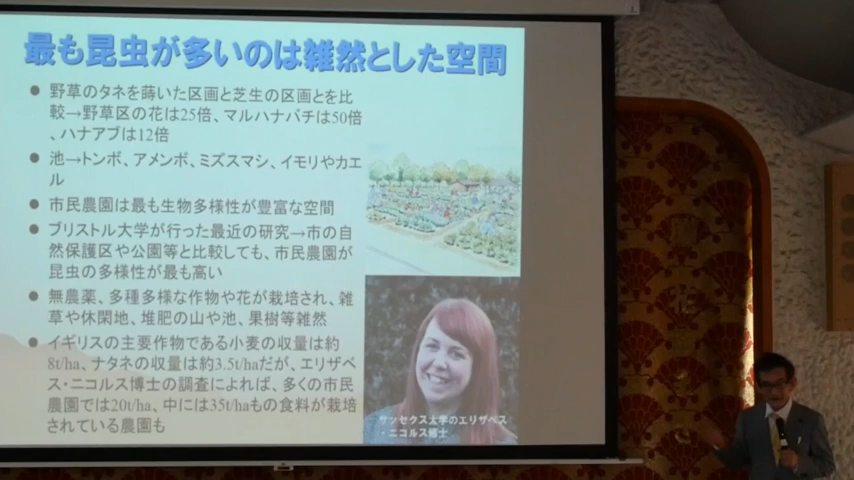 最も昆虫が多いのは雑然とした空間
● 野草のタネを蒔いた区画と芝生の区画とを比
較→野草区の花は25倍、マルハナバチは50倍
、ハナアブは12倍
● 池→トンボ、アメンボ、ミズスマシ、イモリやカエ
ル
● 市民農園は最も生物多様性が豊富な空間
● ブリストル大学が行った最近の研究→市の自
然保護区や公園等と比較しても、市民農園が
昆虫の多様性が最も高い
● 無農薬、多種多様な作物や花が栽培され、雑
草や休閑地、堆肥の山や池、果樹等雑然
● イギリスの主要作物である小麦の収量は約
8t/ha、ナタネの収量は約3.5t/haだが、エリザベ
ス・ニコルス博士の調査によれば、多くの市民
農園では20t/ha、中には35t/haもの食料が栽培
されている農園も
サッセクス大学のエリザベス
・ニコルス博士